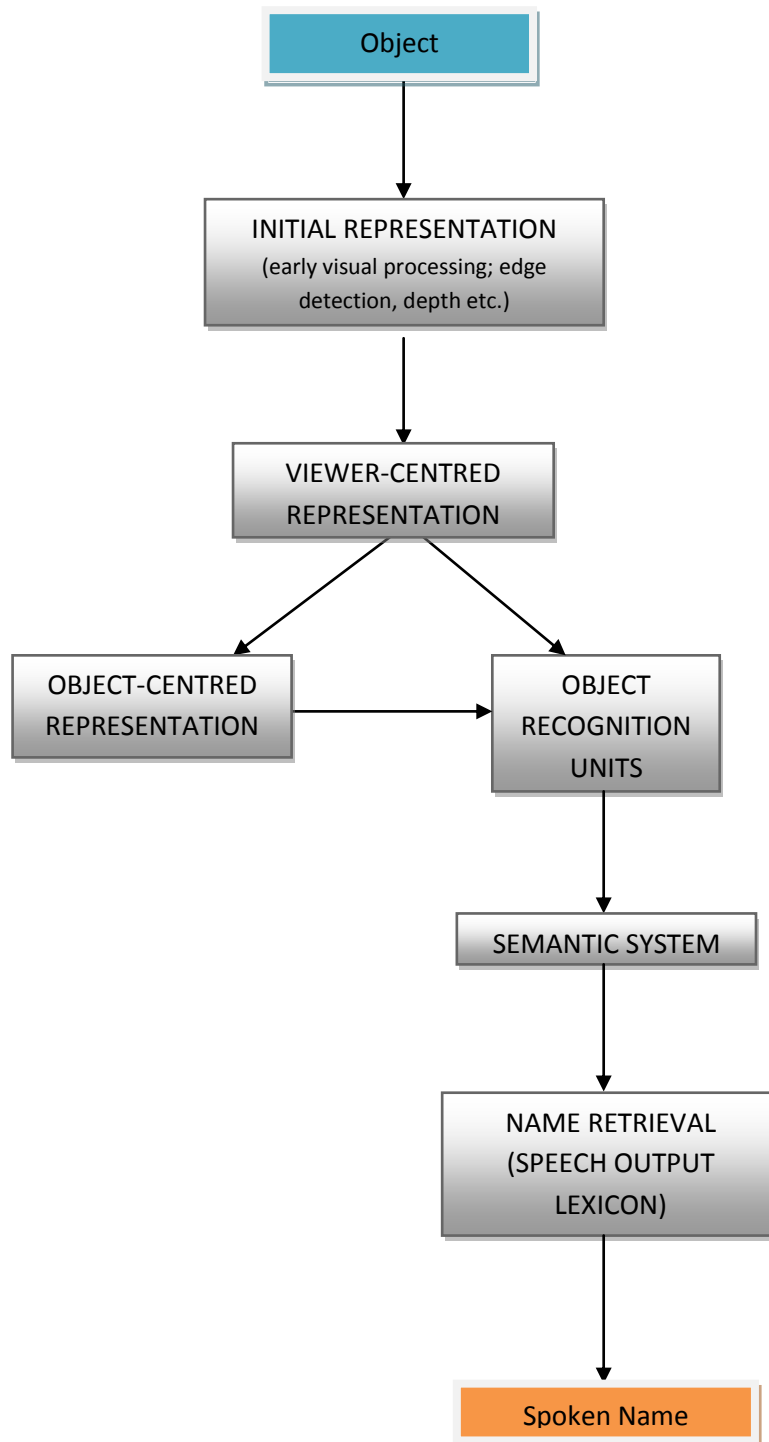 Object
INITIAL REPRESENTATION
(early visual processing; edge
detection, depth etc.)
VIEWER-CENTRED
REPRESENTATION
OBJECT-CENTRED
REPRESENTATION
OBJECT
RECOGNITION
UNITS
SEMANTIC SYSTEM
NAME RETRIEVAL
(SPEECH OUTPUT
LEXICON)
Spoken Name